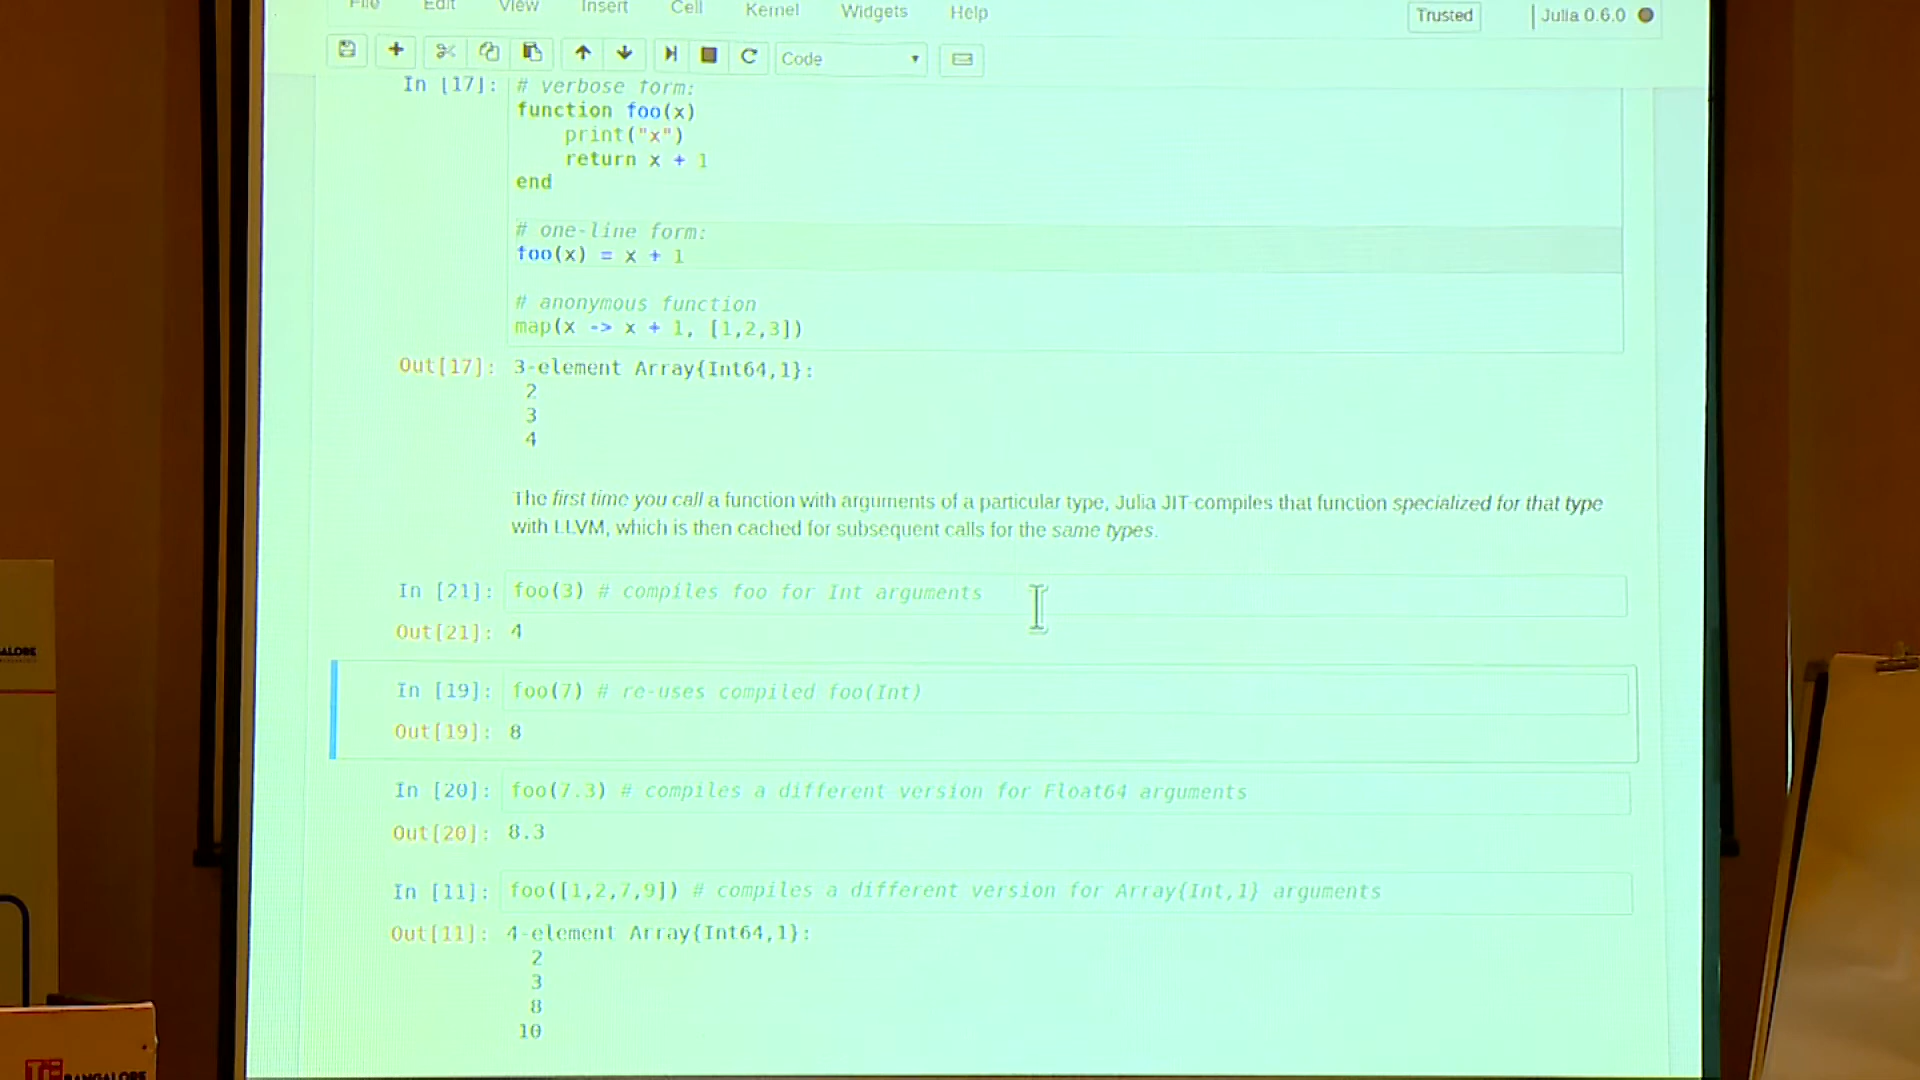 File Edit View Insert Cell Kernel Widgets Help Trusted Julia 0.6.0
Code
In [17]: # verbose form:
function foo(x)
print("x")
return x + 1
end
# one-line form:
foo(x) = x + 1
# anonymous function
map(x -> x + 1, [1,2,3])
Out[17]: 3-element Array{Int64,1}:
2
3
4
The first time you call a function with arguments of a particular type, Julia JIT-compiles that function specialized for that type
with LLVM, which is then cached for subsequent calls for the same types.
In [21]: foo(3) # compiles foo for Int arguments
Out[21]: 4
In [19]: foo(7) # re-uses compiled foo(Int)
Out[19]: 8
In [20]: foo(7.3) # compiles a different version for Float64 arguments
Out[20]: 8.3
In [11]: foo([1,2,7,9]) # compiles a different version for Array{Int,1} arguments
Out[11]: 4-element Array{Int64,1}:
2
3
8
10
BANGALORE